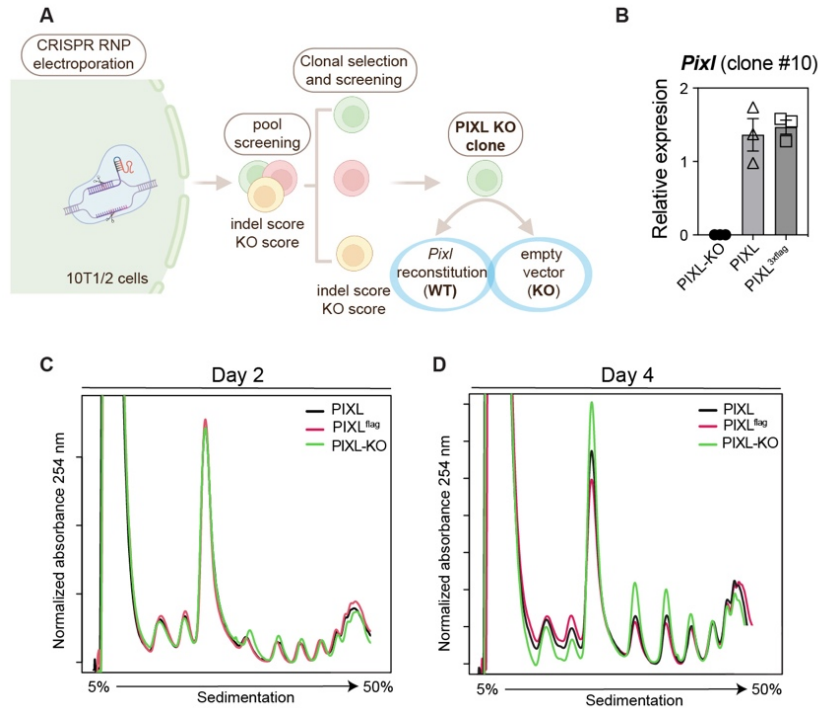 A
CRISPR RNP
electroporation
10T1/2 cells
pool
screening
indel score
KO score
Clonal selection
and screening
indel score
KO score
PIXL KO
clone
Pixl
reconstitution
(WT)
empty
vector
(KO)
B
Pixl (clone #10)
Relative expresion
2
1
0
PIXL-KO
PIXL
PIXL3xflag
C
Day 2
Normalized absorbance 254 nm
PIXL
PIXLflag
PIXL-KO
5%
Sedimentation
50%
D
Day 4
Normalized absorbance 254 nm
PIXL
PIXLflag
PIXL-KO
5%
Sedimentation
50%